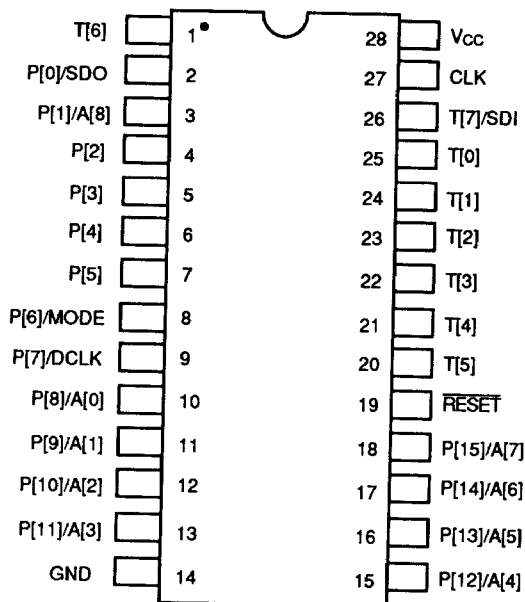 T[6] 1 28 VCC
P[0]/SDO 2 27 CLK
P[1]/A[8] 3 26 T[7]/SDI
P[2] 4 25 T[0]
P[3] 5 24 T[1]
P[4] 6 23 T[2]
P[5] 7 22 T[3]
P[6]/MODE 8 21 T[4]
P[7]/DCLK 9 20 T[5]
P[8]/A[0] 10 19 RESET
P[9]/A[1] 11 18 P[15]/A[7]
P[10]/A[2] 12 17 P[14]/A[6]
P[11]/A[3] 13 16 P[13]/A[5]
GND 14 15 P[12]/A[4]